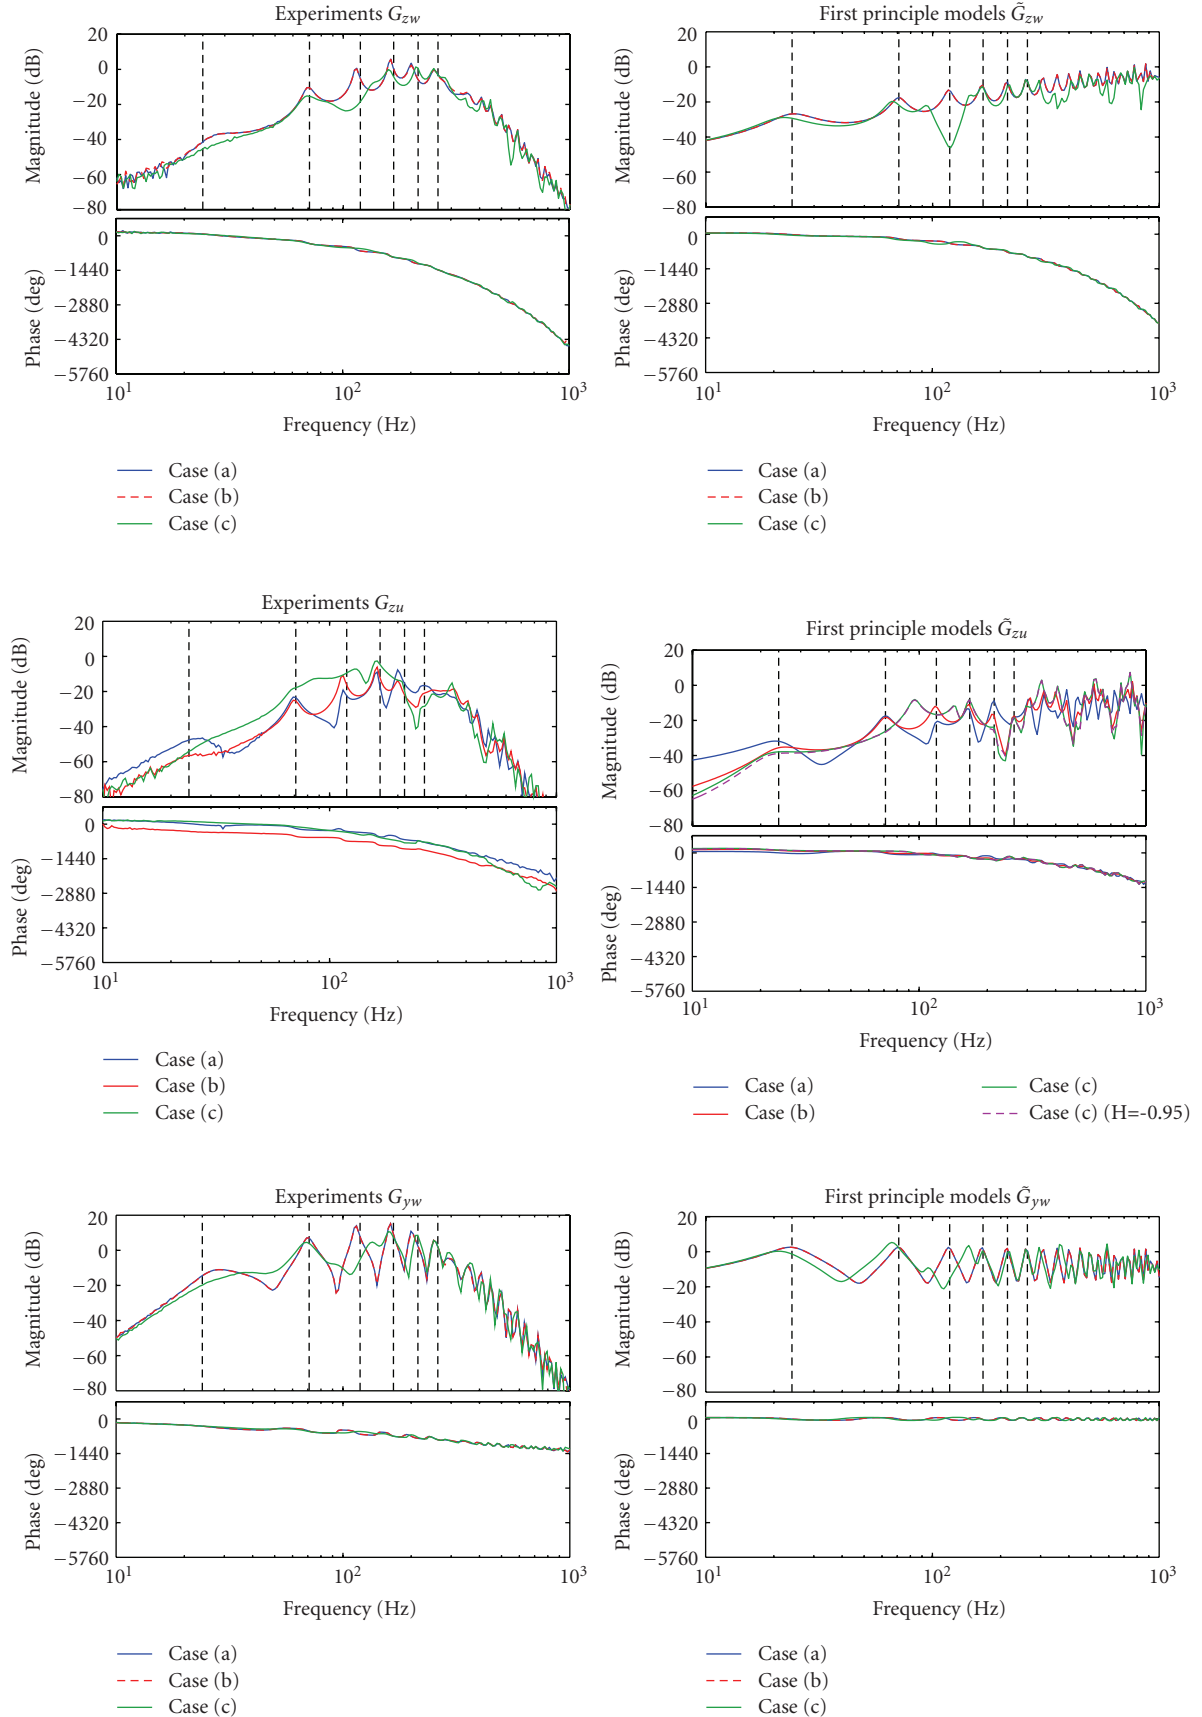 Experiments G_zw
20
0
−20
−40
−60
−80
Magnitude (dB)
0
−1440
−2880
−4320
−5760
Phase (deg)
10^1 10^2 10^3
Frequency (Hz)
Case (a)
Case (b)
Case (c)
First principle models G̃_zw
20
0
−20
−40
−60
−80
Magnitude (dB)
0
−1440
−2880
−4320
−5760
Phase (deg)
10^1 10^2 10^3
Frequency (Hz)
Case (a)
Case (b)
Case (c)
Experiments G_zu
20
0
−20
−40
−60
−80
Magnitude (dB)
0
−1440
−2880
−4320
−5760
Phase (deg)
10^1 10^2 10^3
Frequency (Hz)
Case (a)
Case (b)
Case (c)
First principle models G̃_zu
20
0
−20
−40
−60
−80
Magnitude (dB)
0
−1440
−2880
−4320
−5760
Phase (deg)
10^1 10^2 10^3
Frequency (Hz)
Case (a)
Case (b)
Case (c)
Case (c) (H=-0.95)
Experiments G_yw
20
0
−20
−40
−60
−80
Magnitude (dB)
0
−1440
−2880
−4320
−5760
Phase (deg)
10^1 10^2 10^3
Frequency (Hz)
Case (a)
Case (b)
Case (c)
First principle models G̃_yw
20
0
−20
−40
−60
−80
Magnitude (dB)
0
−1440
−2880
−4320
−5760
Phase (deg)
10^1 10^2 10^3
Frequency (Hz)
Case (a)
Case (b)
Case (c)